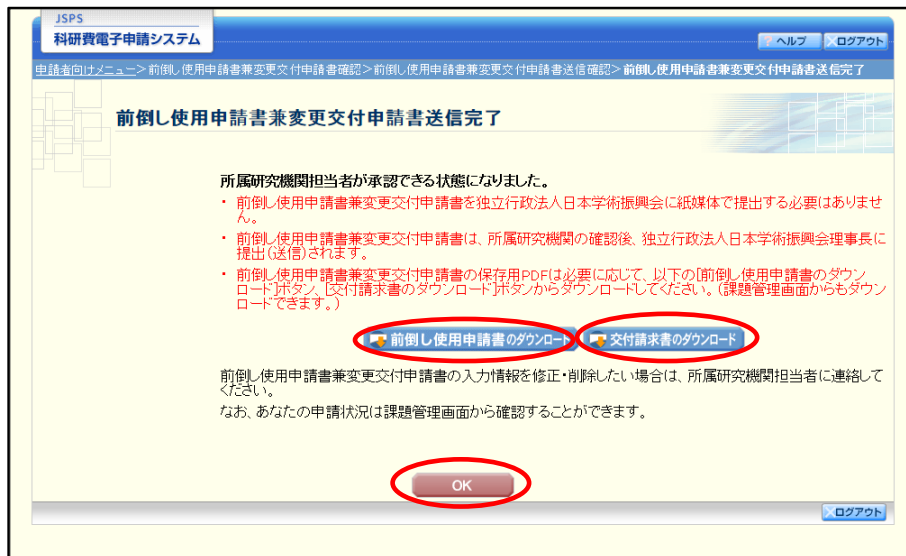 JSPS
科研費電子申請システム
ヘルプ
ログアウト
申請者向けメニュー>前倒し使用申請書兼変更交付申請書確認>前倒し使用申請書兼変更交付申請書送信確認>前倒し使用申請書兼変更交付申請書送信完了
前倒し使用申請書兼変更交付申請書送信完了
所属研究機関担当者が承認できる状態になりました。
・ 前倒し使用申請書兼変更交付申請書を独立行政法人日本学術振興会に紙媒体で提出する必要はありませ
ん。
・ 前倒し使用申請書兼変更交付申請書は、所属研究機関の確認後、独立行政法人日本学術振興会理事長に
提出(送信)されます。
・ 前倒し使用申請書兼変更交付申請書の保存用PDFは必要に応じて、以下の[前倒し使用申請書のダウン
ロード]ボタン、[交付請求書のダウンロード]ボタンからダウンロードしてください。(課題管理画面からもダウン
ロードできます。)
前倒し使用申請書のダウンロード
交付請求書のダウンロード
前倒し使用申請書兼変更交付申請書の入力情報を修正・削除したい場合は、所属研究機関担当者に連絡して
ください。
なお、あなたの申請状況は課題管理画面から確認することができます。
OK
ログアウト